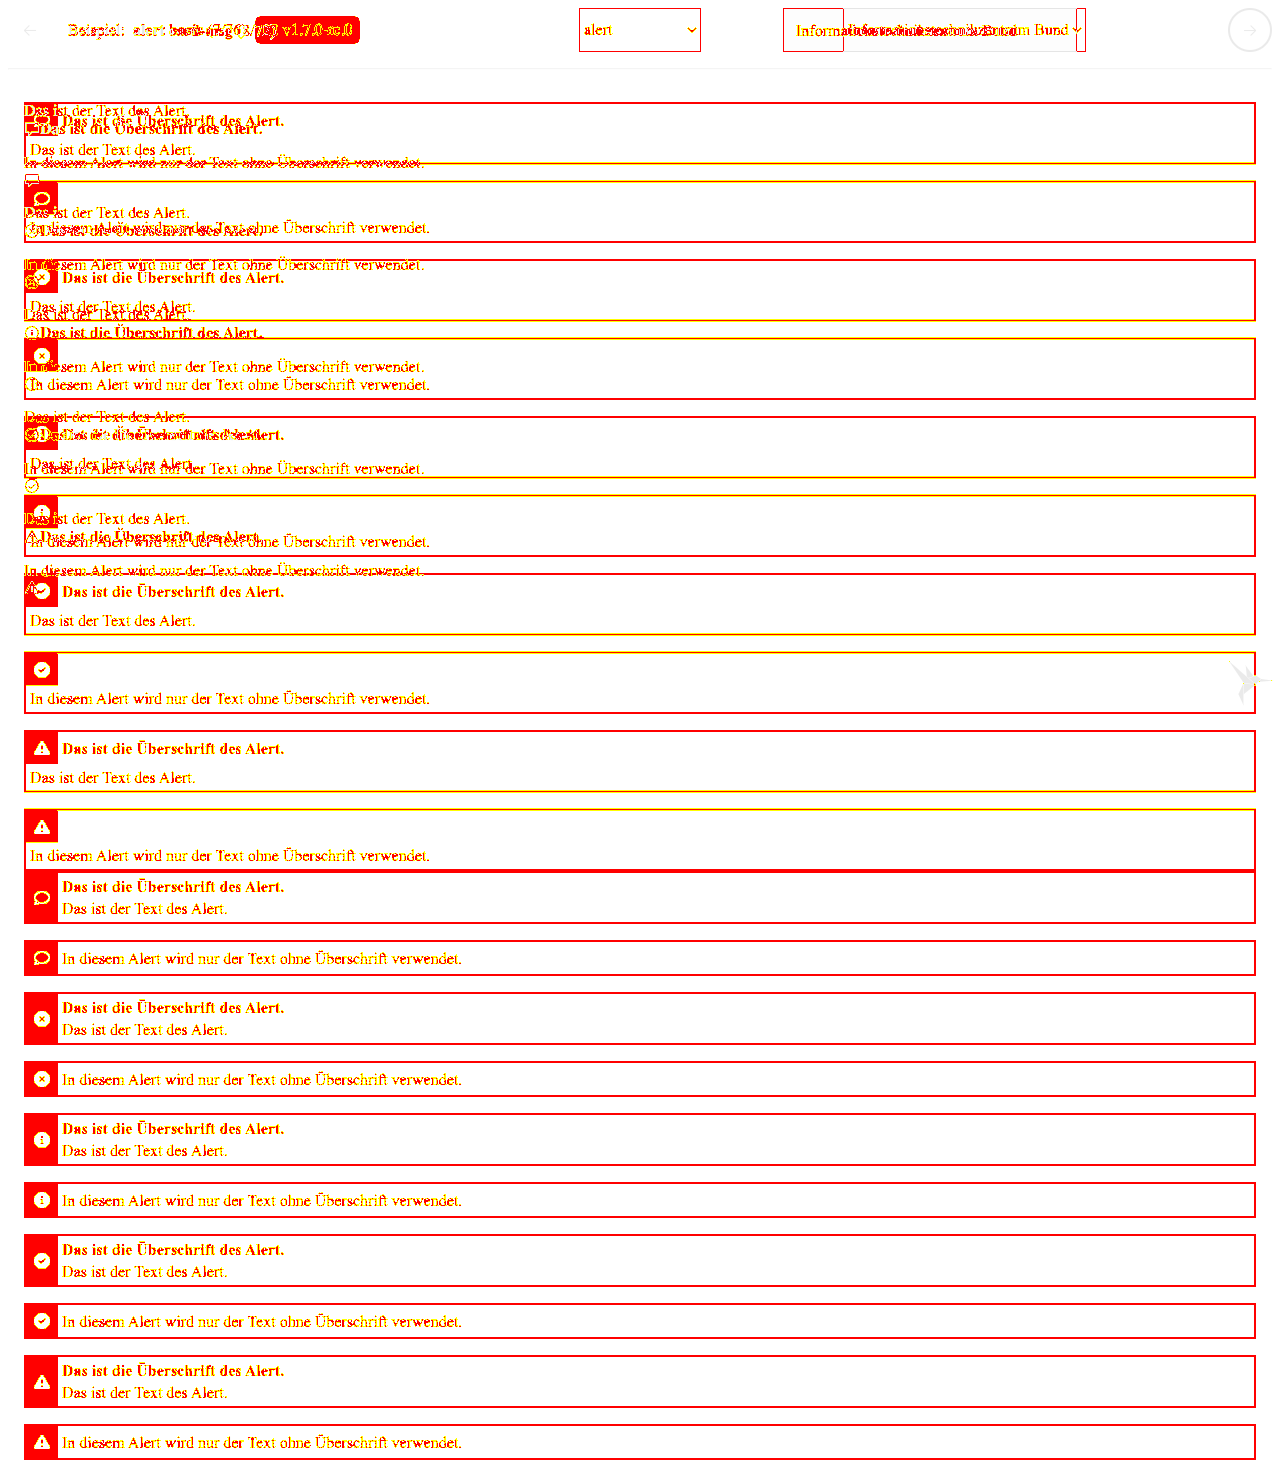 v1.7.0-rc.0
alert
Das ist der Text des Alert.
Das ist die Überschrift des Alert.
Das ist die Überschrift des Alert.
Das ist der Text des Alert.
In diesem Alert wird nur der Text ohne Überschrift verwendet.
Das ist der Text des Alert.
In diesem Alert wird nur der Text ohne Überschrift verwendet.
Das ist die Überschrift des Alert.
In diesem Alert wird nur der Text ohne Überschrift verwendet.
Das ist die Überschrift des Alert.
Das ist der Text des Alert.
Das ist der Text des Alert.
Das ist die Überschrift des Alert.
In diesem Alert wird nur der Text ohne Überschrift verwendet.
In diesem Alert wird nur der Text ohne Überschrift verwendet.
Das ist der Text des Alert.
Das ist der Text des Alert.
In diesem Alert wird nur der Text ohne Überschrift verwendet.
Das ist der Text des Alert.
Das ist die Überschrift des Alert.
In diesem Alert wird nur der Text ohne Überschrift verwendet.
In diesem Alert wird nur der Text ohne Überschrift verwendet.
Das ist die Überschrift des Alert.
Das ist der Text des Alert.
In diesem Alert wird nur der Text ohne Überschrift verwendet.
Das ist die Überschrift des Alert.
Das ist der Text des Alert.
In diesem Alert wird nur der Text ohne Überschrift verwendet.
Das ist die Überschrift des Alert.
Das ist der Text des Alert.
In diesem Alert wird nur der Text ohne Überschrift verwendet.
Das ist die Überschrift des Alert.
Das ist der Text des Alert.
In diesem Alert wird nur der Text ohne Überschrift verwendet.
Das ist die Überschrift des Alert.
Das ist der Text des Alert.
In diesem Alert wird nur der Text ohne Überschrift verwendet.
Das ist die Überschrift des Alert.
Das ist der Text des Alert.
In diesem Alert wird nur der Text ohne Überschrift verwendet.
Das ist die Überschrift des Alert.
Das ist der Text des Alert.
In diesem Alert wird nur der Text ohne Überschrift verwendet.